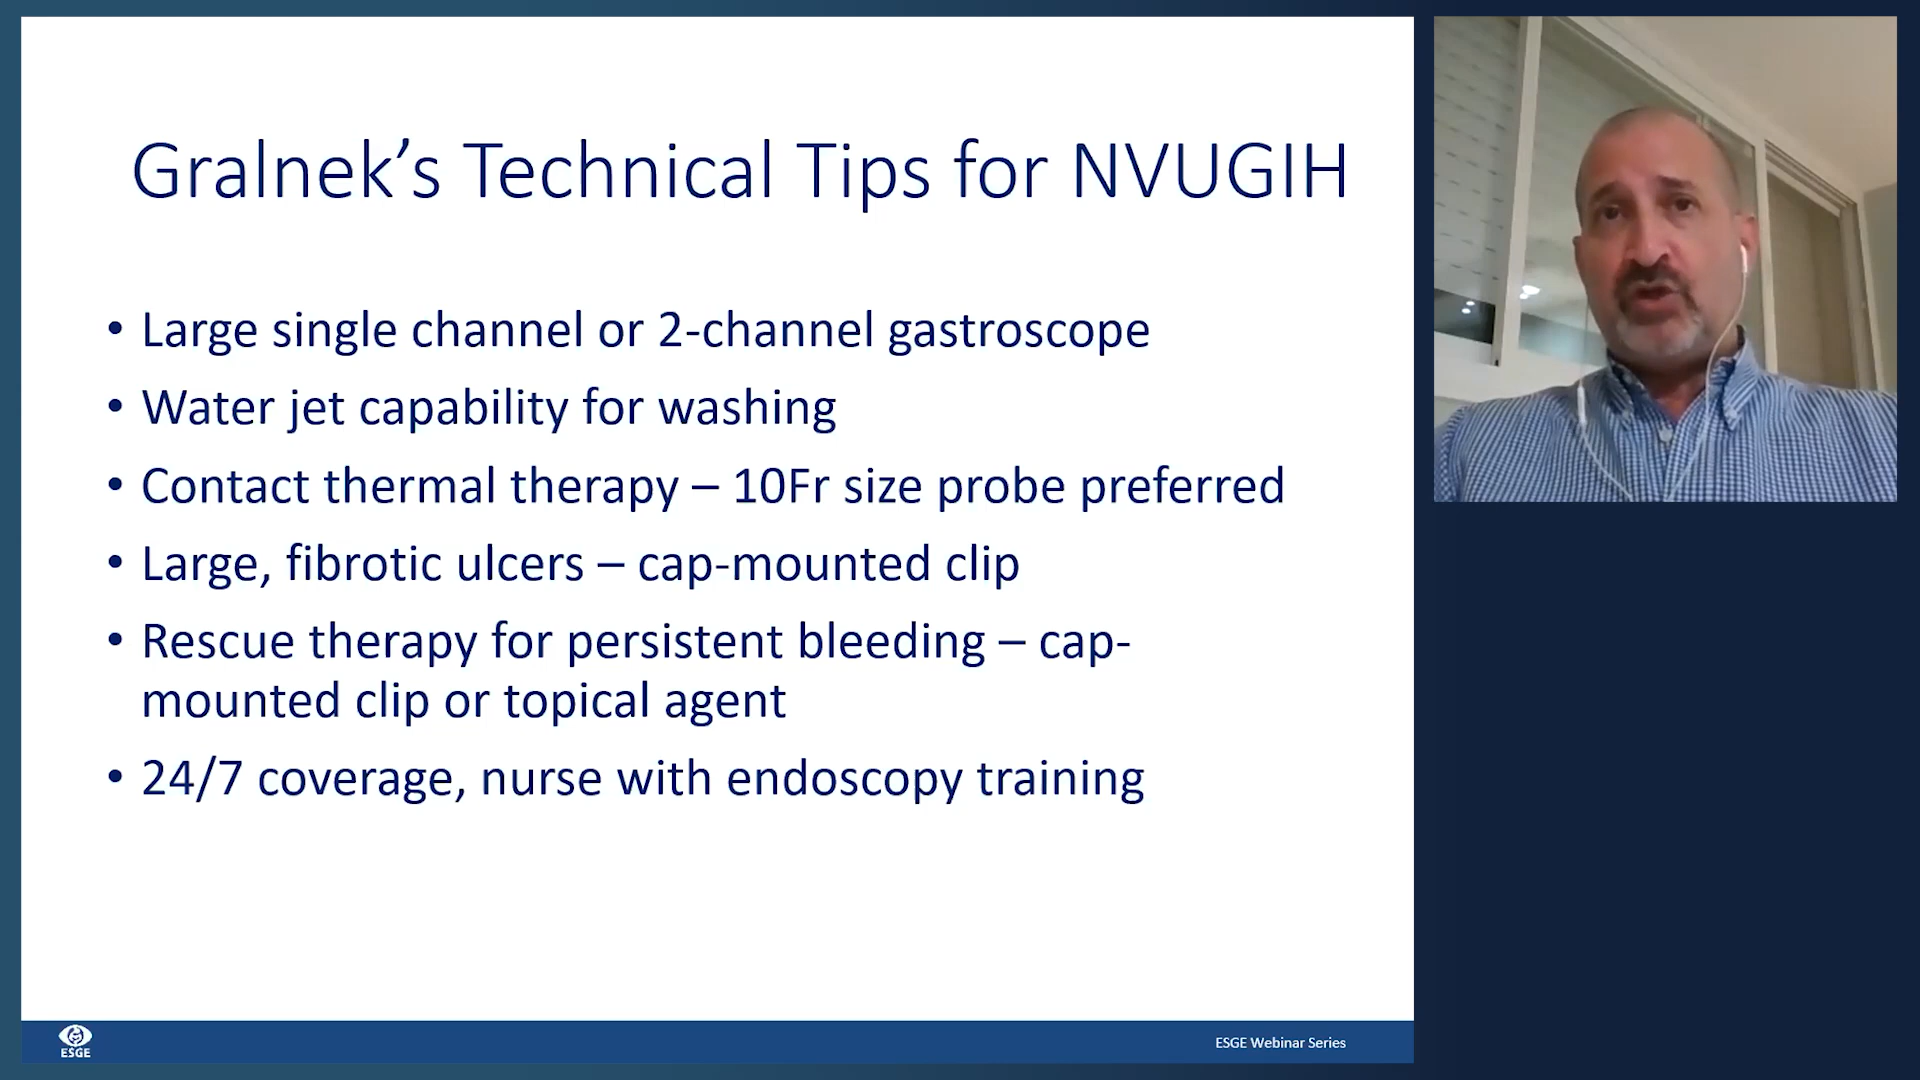 Gralnek’s Technical Tips for NVUGIH
• Large single channel or 2-channel gastroscope
• Water jet capability for washing
• Contact thermal therapy – 10Fr size probe preferred
• Large, fibrotic ulcers – cap-mounted clip
• Rescue therapy for persistent bleeding – cap-
mounted clip or topical agent
• 24/7 coverage, nurse with endoscopy training
ESGE
ESGE Webinar Series